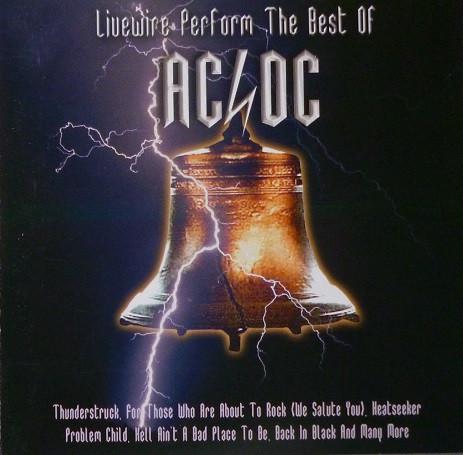 Livewire Perform The Best Of
AC⚡DC
Thunderstruck, For Those Who Are About To Rock (We Salute You), Heatseeker
Problem Child, Hell Ain't A Bad Place To Be, Back In Black And Many More